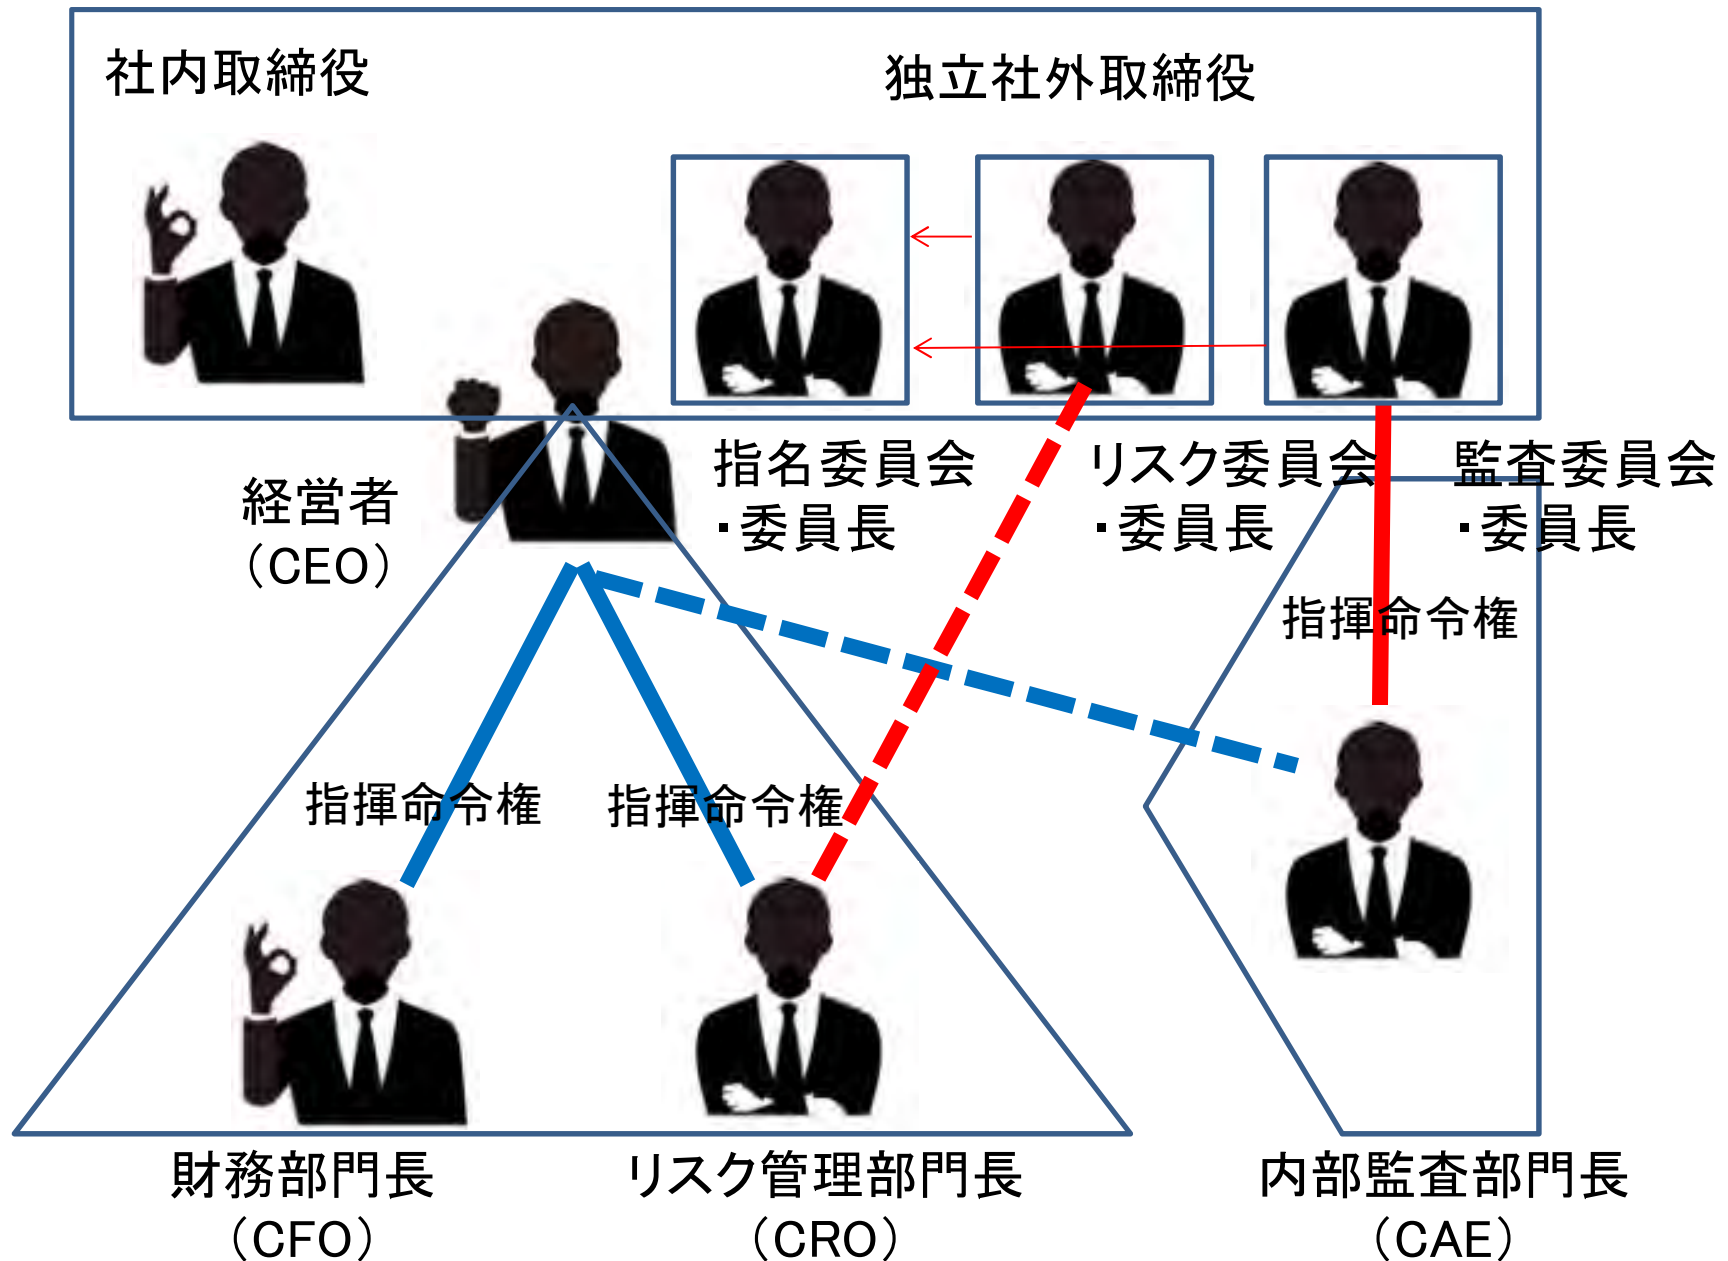 社内取締役
独立社外取締役
経営者
（CEO）
指名委員会
・委員長
リスク委員会
・委員長
監査委員会
・委員長
指揮命令権
指揮命令権
指揮命令権
財務部門長
（CFO）
リスク管理部門長
（CRO）
内部監査部門長
（CAE）